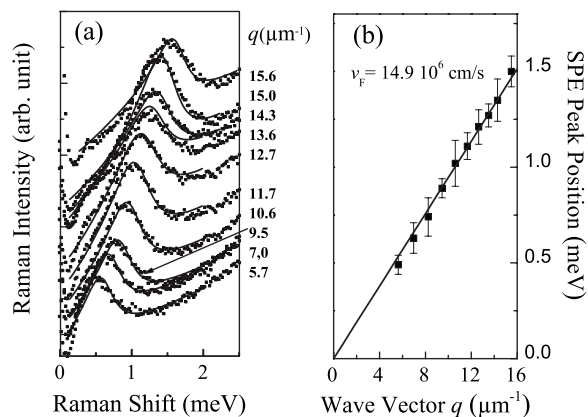 (a)
q(μm⁻¹)
15.6
15.0
14.3
13.6
12.7
11.7
10.6
9.5
7,0
5.7
Raman Intensity (arb. unit)
0 1 2
Raman Shift (meV)
(b)
v_F= 14.9 10⁶ cm/s
1.5
1.0
0.5
0.0
SPE Peak Position (meV)
0 4 8 12 16
Wave Vector q (μm⁻¹)